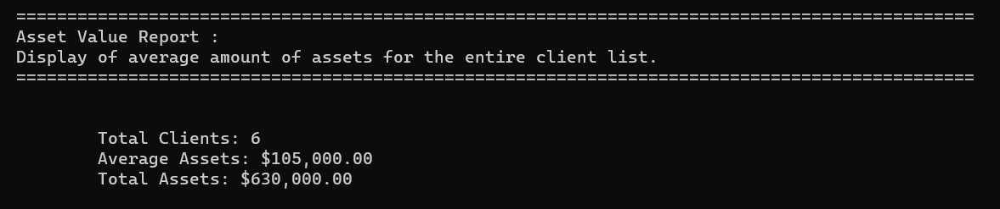 ==============================================================================================
Asset Value Report :
Display of average amount of assets for the entire client list.
==============================================================================================
Total Clients: 6
Average Assets: $105,000.00
Total Assets: $630,000.00